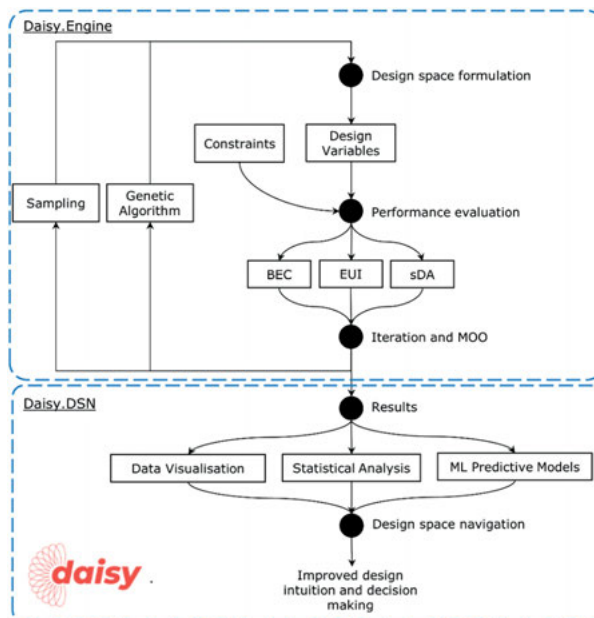 Daisy.Engine
Design space formulation
Constraints
Design
Variables
Sampling
Genetic
Algorithm
Performance evaluation
BEC
EUI
sDA
Iteration and MOO
Daisy.DSN
Results
Data Visualisation
Statistical Analysis
ML Predictive Models
Design space navigation
daisy .
Improved design
intuition and decision
making